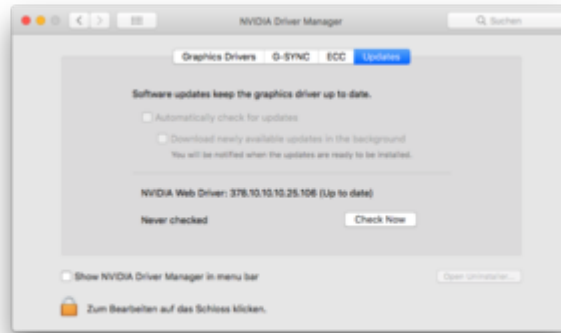 NVIDIA Driver Manager
Suchen
Graphics Drivers G-SYNC ECC Updates
Software updates keep the graphics driver up to date.
Automatically check for updates
Download newly available updates in the background
You will be notified when the updates are ready to be installed.
NVIDIA Web Driver: 378.10.10.10.25.106 (Up to date)
Never checked Check Now
Show NVIDIA Driver Manager in menu bar Open Uninstaller...
Zum Bearbeiten auf das Schloss klicken.